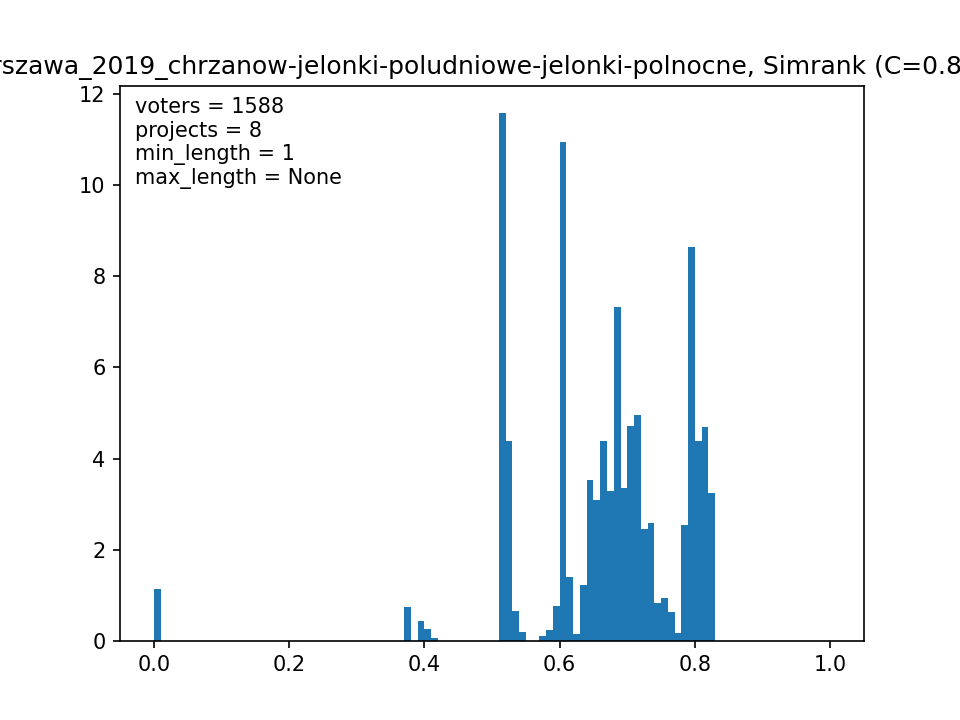 rszawa_2019_chrzanow-jelonki-poludniowe-jelonki-polnocne, Simrank (C=0.8
voters = 1588
projects = 8
min_length = 1
max_length = None
12
10
8
6
4
2
0
0.0 0.2 0.4 0.6 0.8 1.0